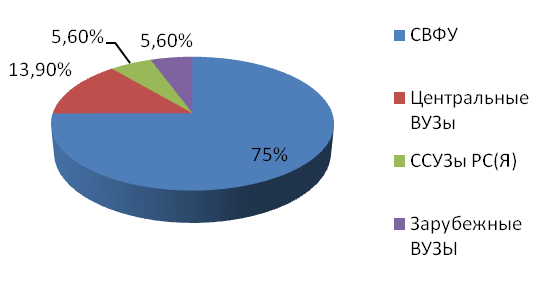 5,60%
5,60%
13,90%
75%
СВФУ
Центральные
ВУЗы
ССУЗы РС(Я)
Зарубежные
ВУЗЫ